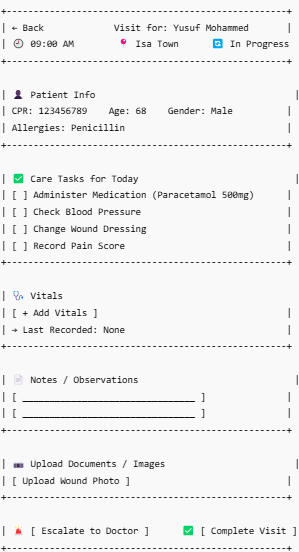 +----------------------------------------------------+
| ← Back             Visit for: Yusuf Mohammed       |
| 🕘 09:00 AM        📍 Isa Town      🔄 In Progress |
+----------------------------------------------------+
| 👤 Patient Info                                    |
| CPR: 123456789    Age: 68    Gender: Male          |
| Allergies: Penicillin
+----------------------------------------------------+
| ✅ Care Tasks for Today                            |
| [ ] Administer Medication (Paracetamol 500mg)      |
| [ ] Check Blood Pressure                           |
| [ ] Change Wound Dressing                          |
| [ ] Record Pain Score                              |
+----------------------------------------------------+
| 🩺 Vitals
| [ + Add Vitals ]                                   |
| → Last Recorded: None
+----------------------------------------------------+
| 📄 Notes / Observations                            |
| [ ________________________________ ]               |
| [ ________________________________ ]               |
+----------------------------------------------------+
| 📷 Upload Documents / Images                       |
| [ Upload Wound Photo ]                             |
+----------------------------------------------------+
| 🚨 [ Escalate to Doctor ]      ✅ [ Complete Visit ] |
+----------------------------------------------------+